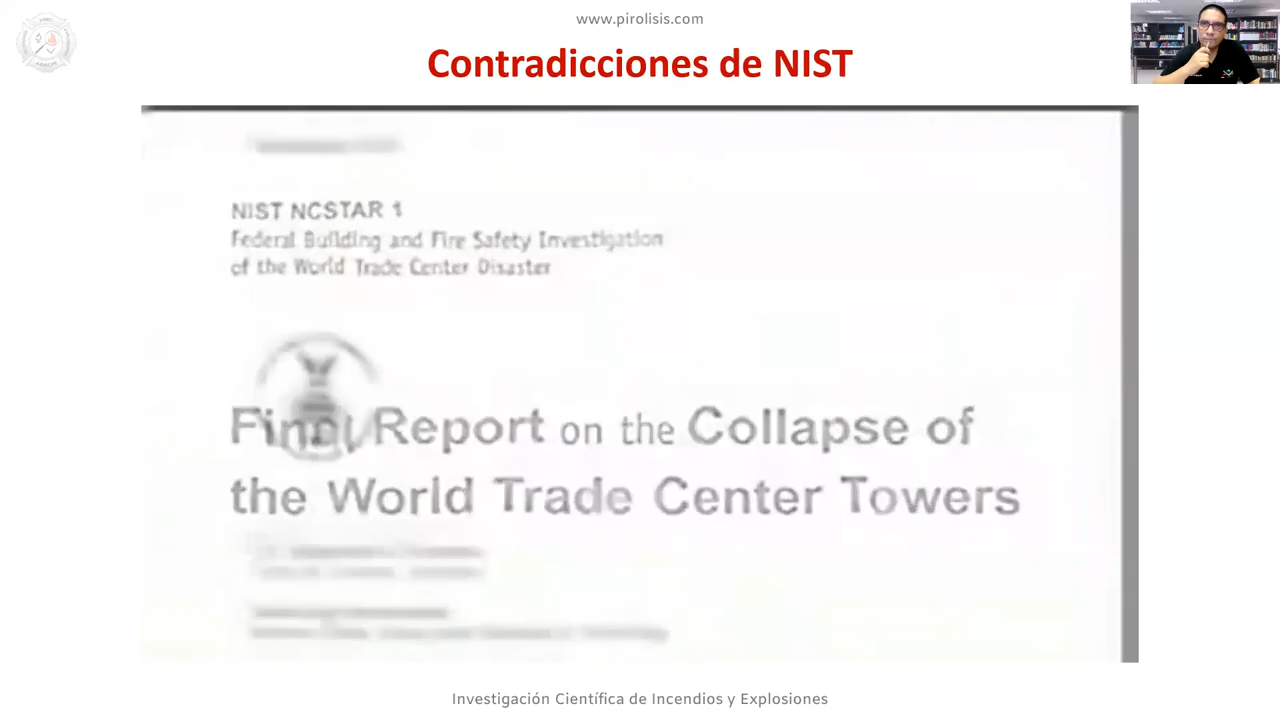 www.pirolisis.com
Contradicciones de NIST
NIST NCSTAR 1
Federal Building and Fire Safety Investigation
of the World Trade Center Disaster
Final Report on the Collapse of
the World Trade Center Towers
Investigación Científica de Incendios y Explosiones